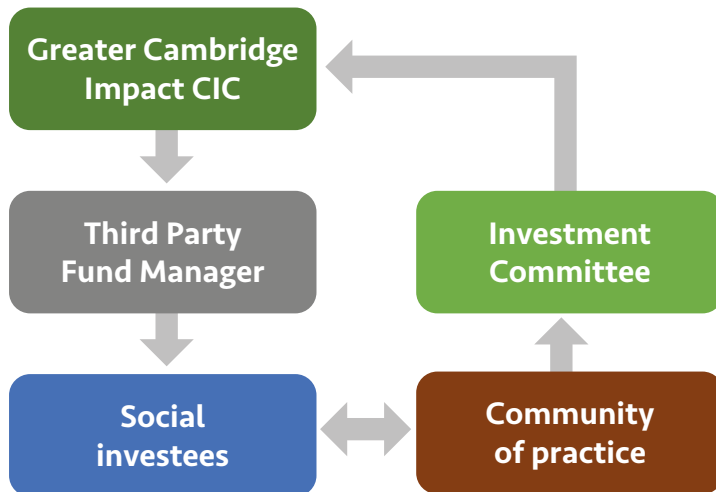 Greater Cambridge
Impact CIC
Third Party
Fund Manager
Investment
Committee
Social
investees
Community
of practice